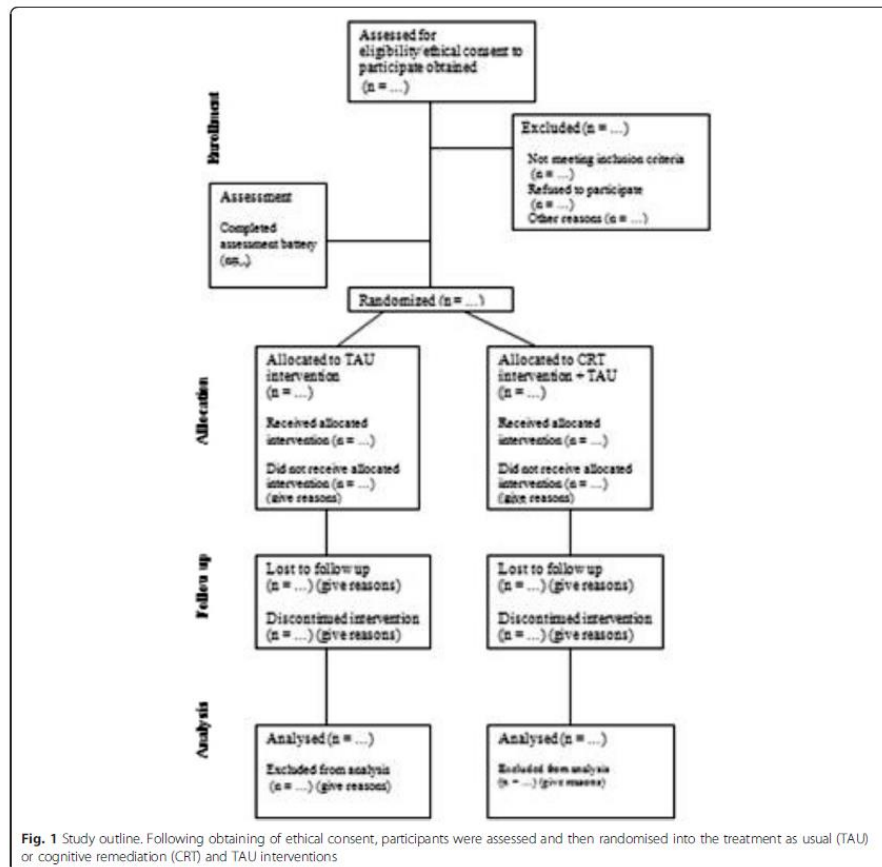 Assessed for
eligibility/ethical consent to
participate obtained
(n = ...)
Enrollment
Excluded (n = ...)
Not meeting inclusion criteria
(n = ...)
Refused to participate
(n = ...)
Other reasons (n = ...)
Assessment
Completed
assessment battery
Randomized (n = ...)
Allocation
Allocated to TAU
intervention
(n = ...)
Received allocated
intervention (n = ...)
Did not receive allocated
intervention (n = ...)
(give reasons)
Allocated to CRT
intervention + TAU
(n = ...)
Received allocated
intervention (n = ...)
Did not receive allocated
intervention (n = ...)
(give reasons)
Follow up
Lost to follow up
(n = ...) (give reasons)
Discontinued intervention
(n = ...) (give reasons)
Lost to follow up
(n = ...) (give reasons)
Discontinued intervention
(n = ...) (give reasons)
Analysis
Analysed (n = ...)
Excluded from analysis
(n = ...) (give reasons)
Analysed (n = ...)
Excluded from analysis
(n = ...) (give reasons)
Fig. 1 Study outline. Following obtaining of ethical consent, participants were assessed and then randomised into the treatment as usual (TAU)
or cognitive remediation (CRT) and TAU interventions